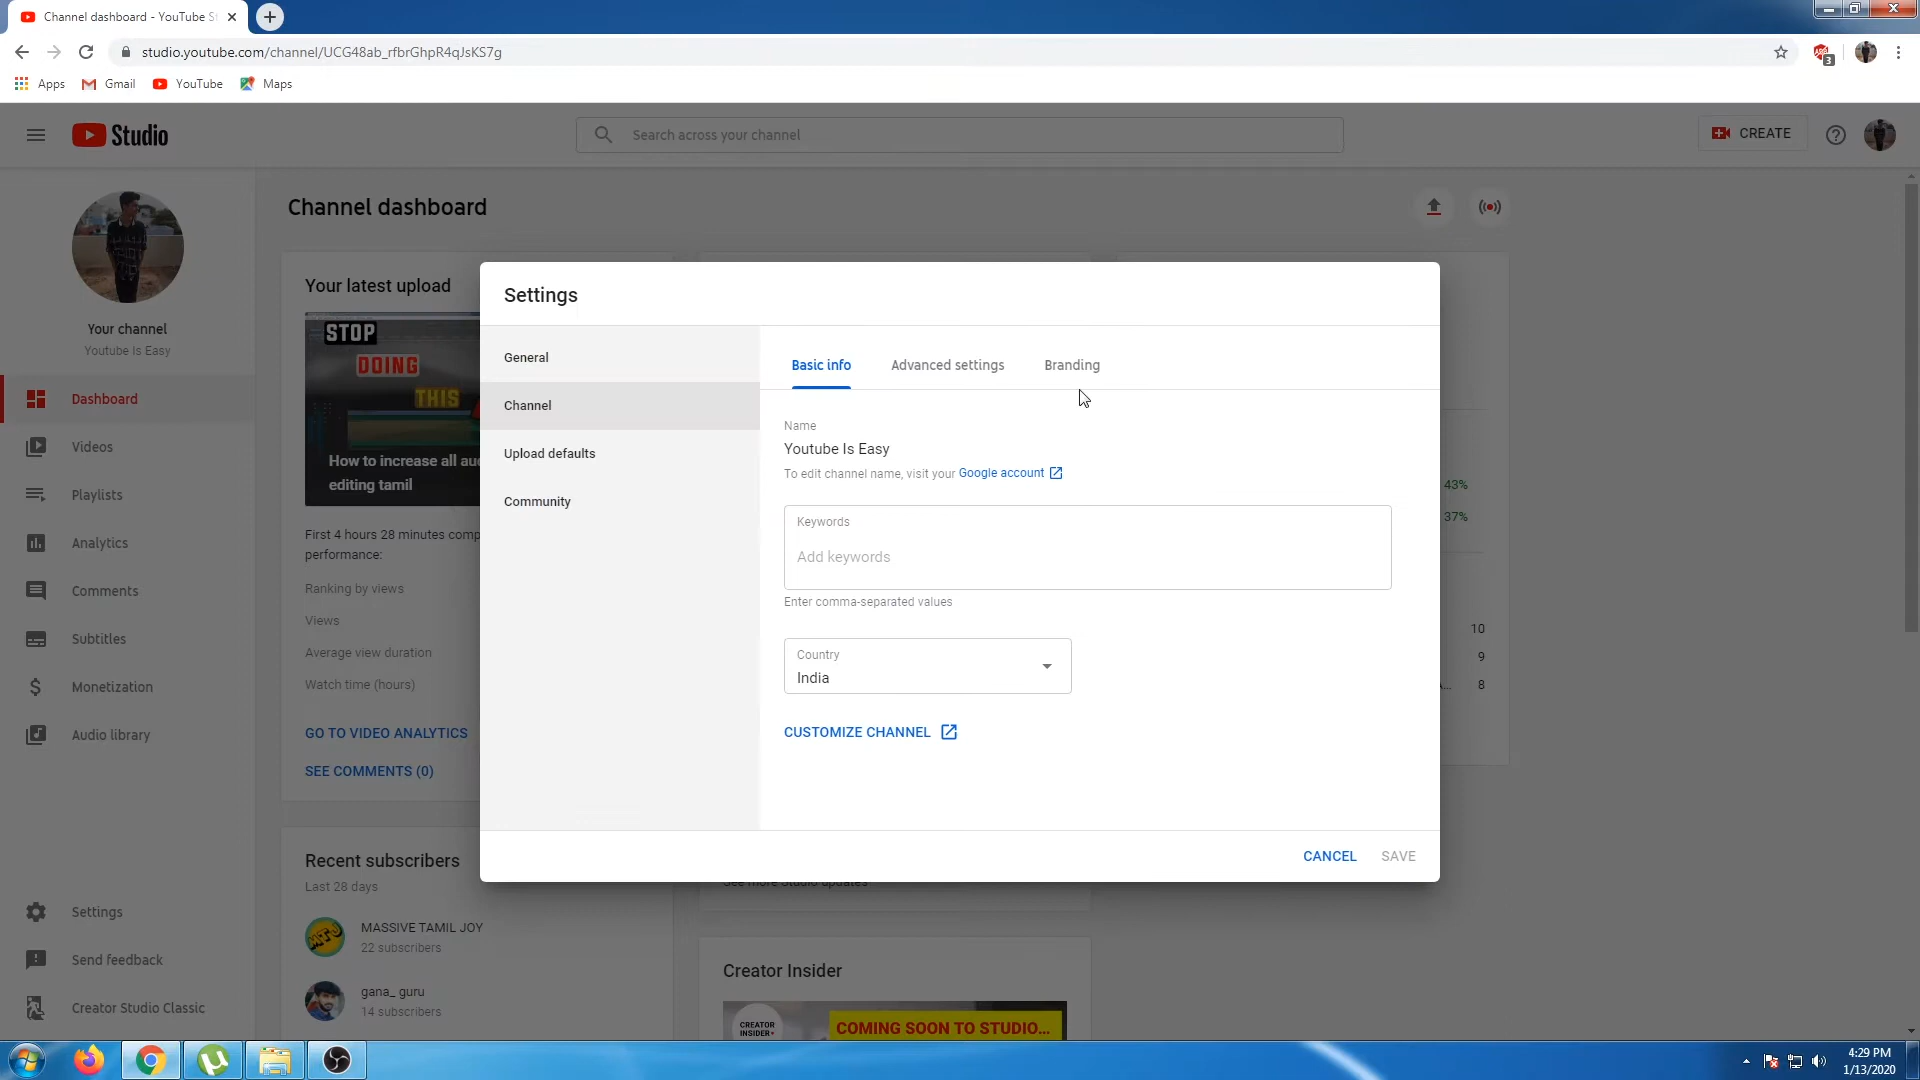 Channel dashboard - YouTube St
studio.youtube.com/channel/UCG48ab_rfbrGhpR4qJsKS7g
3
Apps
Gmail
YouTube
Maps
Studio
Search across your channel
CREATE
Channel dashboard
Your channel
Youtube Is Easy
Dashboard
Videos
Playlists
Analytics
Comments
Subtitles
Monetization
Audio library
Settings
Send feedback
Creator Studio Classic
Your latest upload
STOP
DOING
THIS
How to increase all au
editing tamil
First 4 hours 28 minutes comp
performance:
Ranking by views
Views
Average view duration
Watch time (hours)
GO TO VIDEO ANALYTICS
SEE COMMENTS (0)
Recent subscribers
Last 28 days
MTJ
MASSIVE TAMIL JOY
22 subscribers
gana_ guru
14 subscribers
Settings
General
Channel
Upload defaults
Community
Basic info
Advanced settings
Branding
Name
Youtube Is Easy
To edit channel name, visit your Google account
Keywords
Add keywords
Enter comma-separated values
Country
India
CUSTOMIZE CHANNEL
CANCEL
SAVE
43%
37%
10
9
8
See more Studio updates
Creator Insider
CREATOR
INSIDER
COMING SOON TO STUDIO...
4:29 PM
1/13/2020